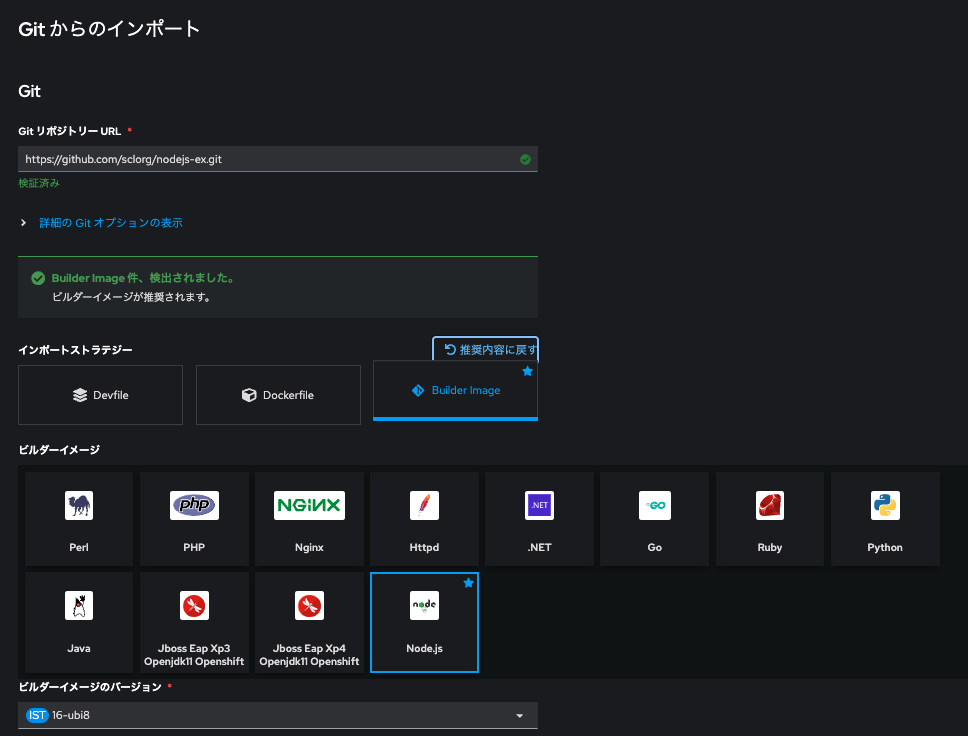 Git からのインポート
Git
Git リポジトリー URL *
https://github.com/sclorg/nodejs-ex.git
検証済み
詳細の Git オプションの表示
Builder Image 件、検出されました。
ビルダーイメージが推奨されます。
インポートストラテジー
推奨内容に戻す
Devfile
Dockerfile
Builder Image
ビルダーイメージ
php
NGINX
.NET
GO
Perl
PHP
Nginx
Httpd
.NET
Go
Ruby
Python
node
Java
Jboss Eap Xp3
Openjdk11 Openshift
Jboss Eap Xp4
Openjdk11 Openshift
Node.js
ビルダーイメージのバージョン *
IST 16-ubi8